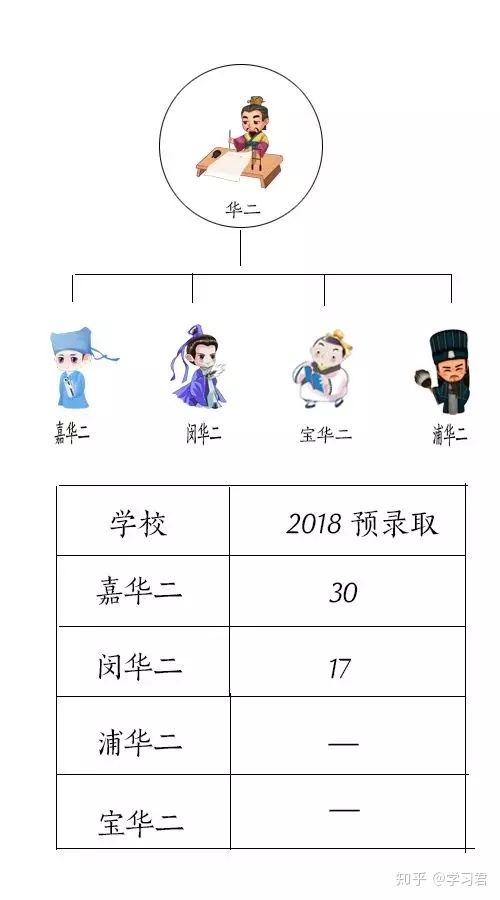 华二
嘉华二 闵华二 宝华二 浦华二
学校 2018 预录取
嘉华二 30
闵华二 17
浦华二 —
宝华二 —
知乎 @学习君